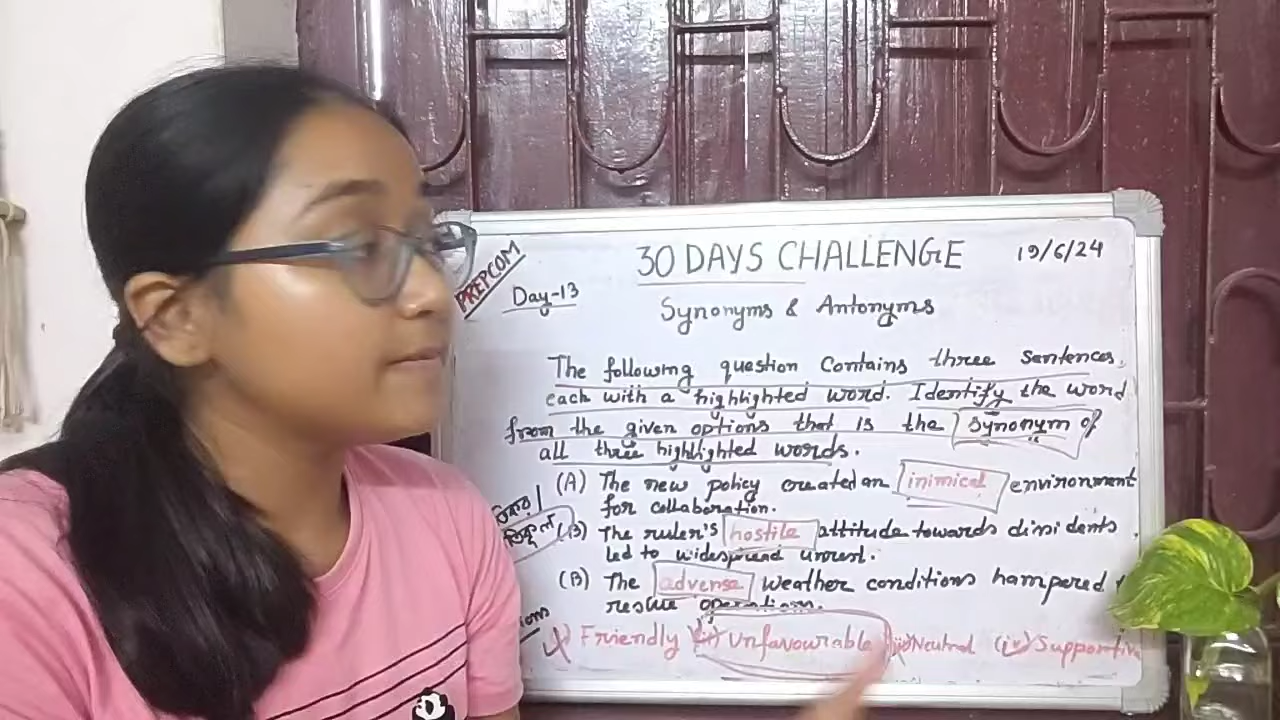 PREPCOM
30 DAYS CHALLENGE
19/6/24
Day-13
Synonyms & Antonyms
The following question Contains three Sentences,
each with a highlighted word. Identify the word
from the given options that is the synonym of
all three highlighted words.
(A) The new policy created an inimical environment
for collaboration.
(B) The ruler's hostile attitude towards dissidents
led to widespread unrest.
(B) The adverse weather conditions hampered
rescue operations.
Friendly (ii) Unfavourable (iii) Neutral (iv) Supportive